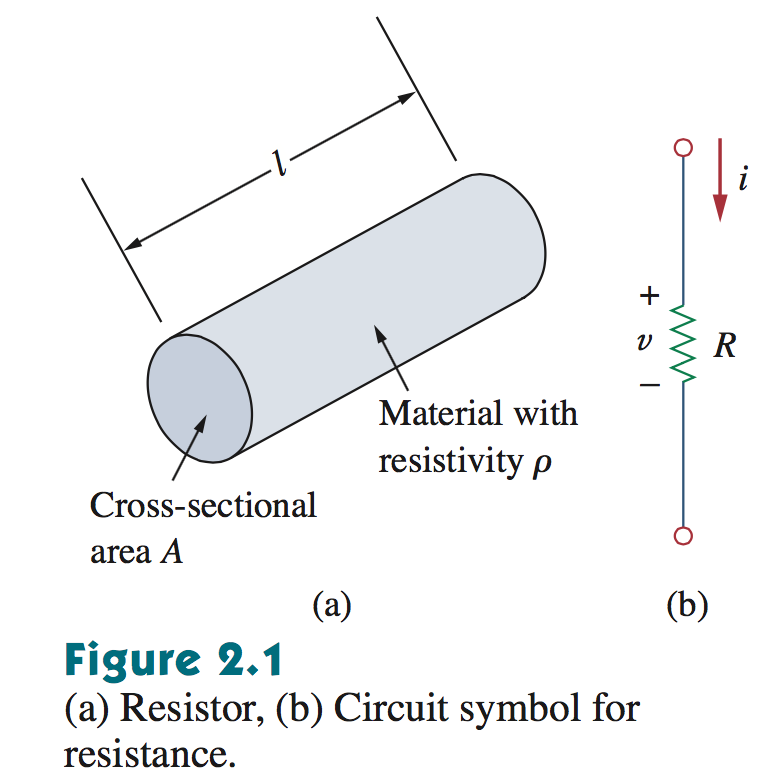 l
Material with
resistivity ρ
Cross-sectional
area A
(a)
i
+
v
−
R
(b)
Figure 2.1
(a) Resistor, (b) Circuit symbol for
resistance.